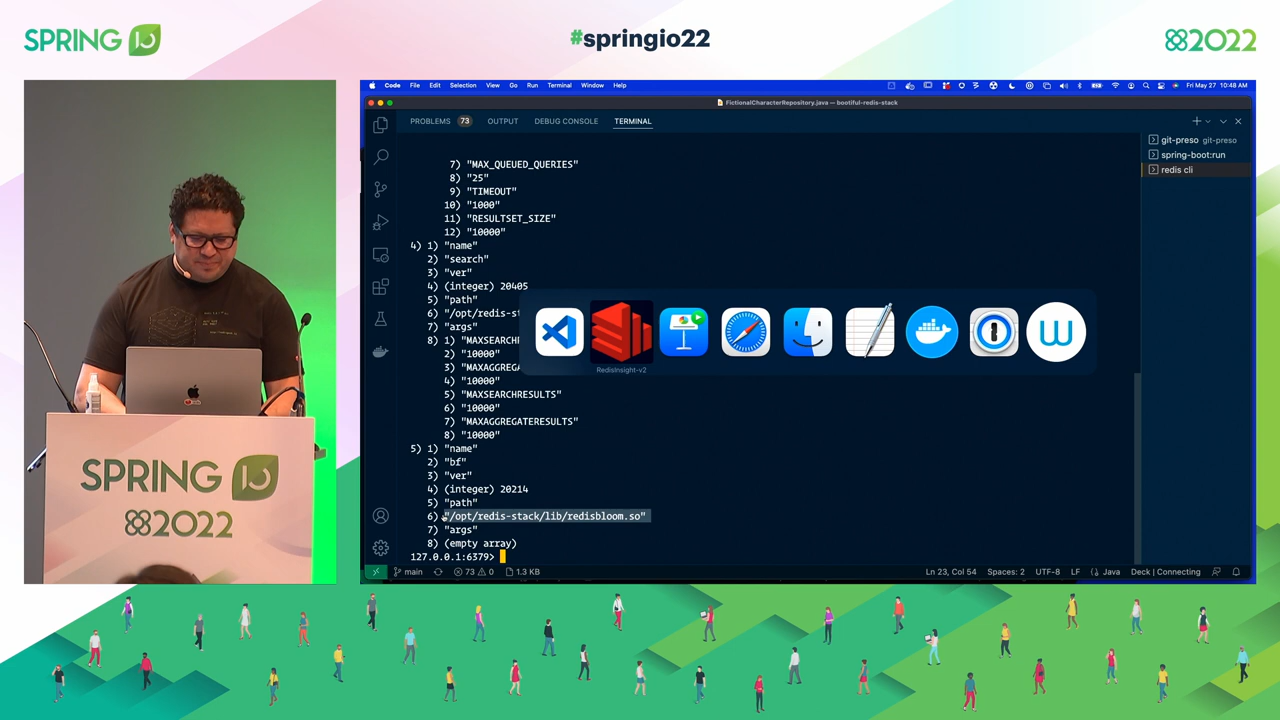 SPRING IO
#springio22
2022
Code File Edit Selection View Go Run Terminal Window Help
Fri May 27 10:48 AM
FictionalCharacterRepository.java — bootiful-redis-stack
PROBLEMS 73 OUTPUT DEBUG CONSOLE TERMINAL
git-preso git-preso
spring-boot:run
redis cli
7) "MAX_QUEUED_QUERIES"
8) "25"
9) "TIMEOUT"
10) "1000"
11) "RESULTSET_SIZE"
12) "10000"
4) 1) "name"
2) "search"
3) "ver"
4) (integer) 20405
5) "path"
6) "/opt/redis-st
7) "args"
8) 1) "MAXSEARCH
2) "10000"
3) "MAXAGGREGA
4) "10000"
5) "MAXSEARCHRESULTS"
6) "10000"
7) "MAXAGGREGATERESULTS"
8) "10000"
5) 1) "name"
2) "bf"
3) "ver"
4) (integer) 20214
5) "path"
6) "/opt/redis-stack/lib/redisbloom.so"
7) "args"
8) (empty array)
127.0.0.1:6379>
RedisInsight-v2
main 73 0 1.3 KB Ln 23, Col 54 Spaces: 2 UTF-8 LF Java Deck | Connecting
SPRING IO
2022